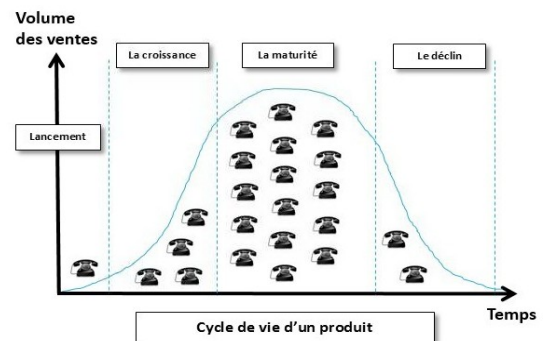 Volume
des ventes
La croissance
La maturité
Le déclin
Lancement
Temps
Cycle de vie d’un produit